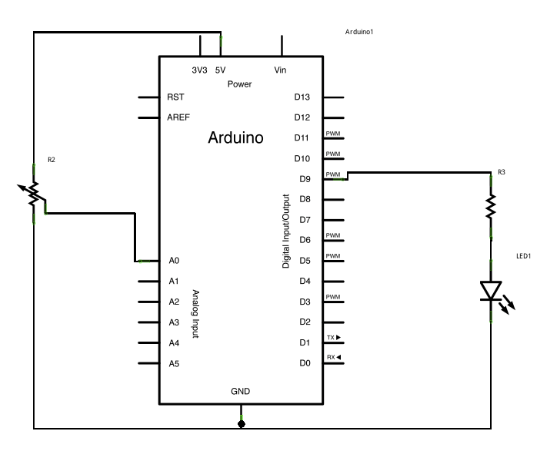 Arduino1
3V3 5V Vin
Power
RST D13
AREF D12
Arduino
D11 PWM
D10 PWM
R2
D9 PWM
R3
D8
D7
Digital Input/Output
D6 PWM
A0 D5 PWM
LED1
A1 D4
Analog Input
A2 D3 PWM
A3 D2
A4 D1 TX ▶
A5 D0 RX ◀
GND